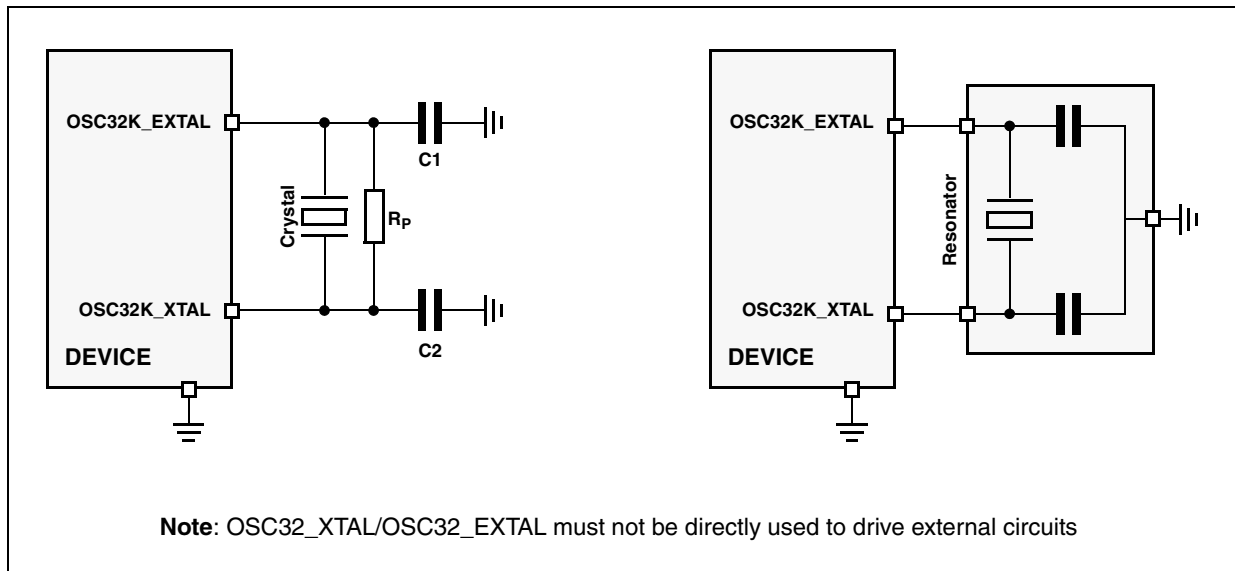 OSC32K_EXTAL
C1
Crystal
RP
OSC32K_XTAL
C2
DEVICE
OSC32K_EXTAL
Resonator
OSC32K_XTAL
DEVICE
Note: OSC32_XTAL/OSC32_EXTAL must not be directly used to drive external circuits